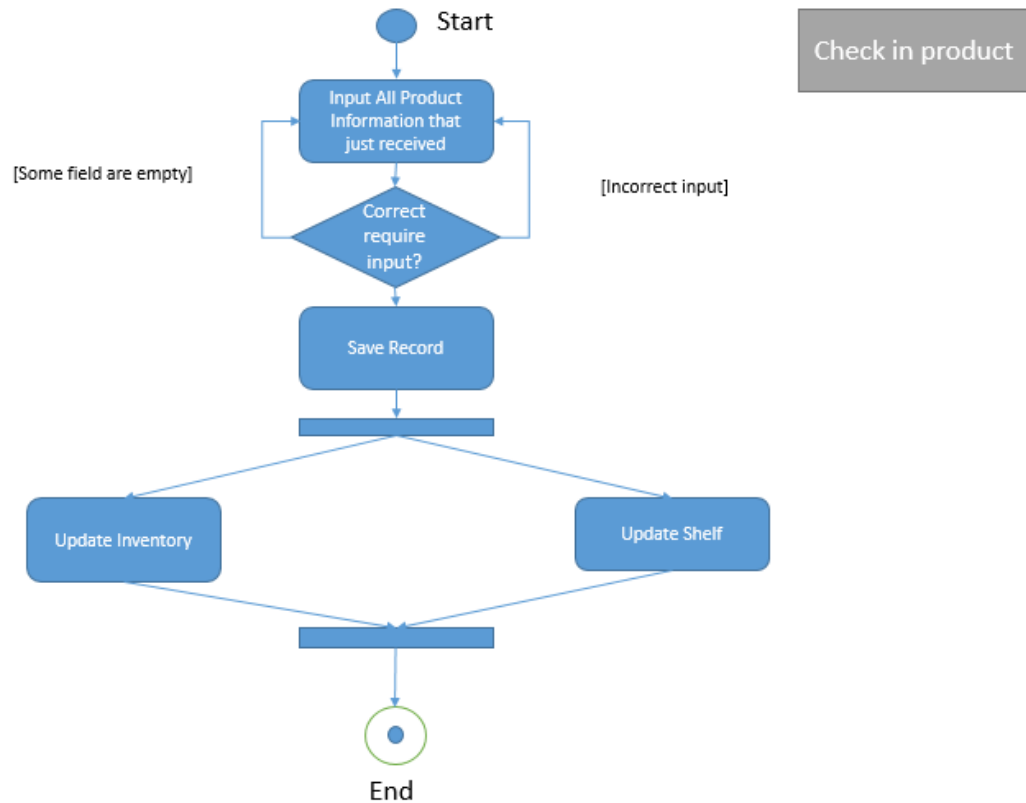 Start
Check in product
Input All Product
Information that
just received
[Some field are empty]
[Incorrect input]
Correct
require
input?
Save Record
Update Inventory
Update Shelf
End